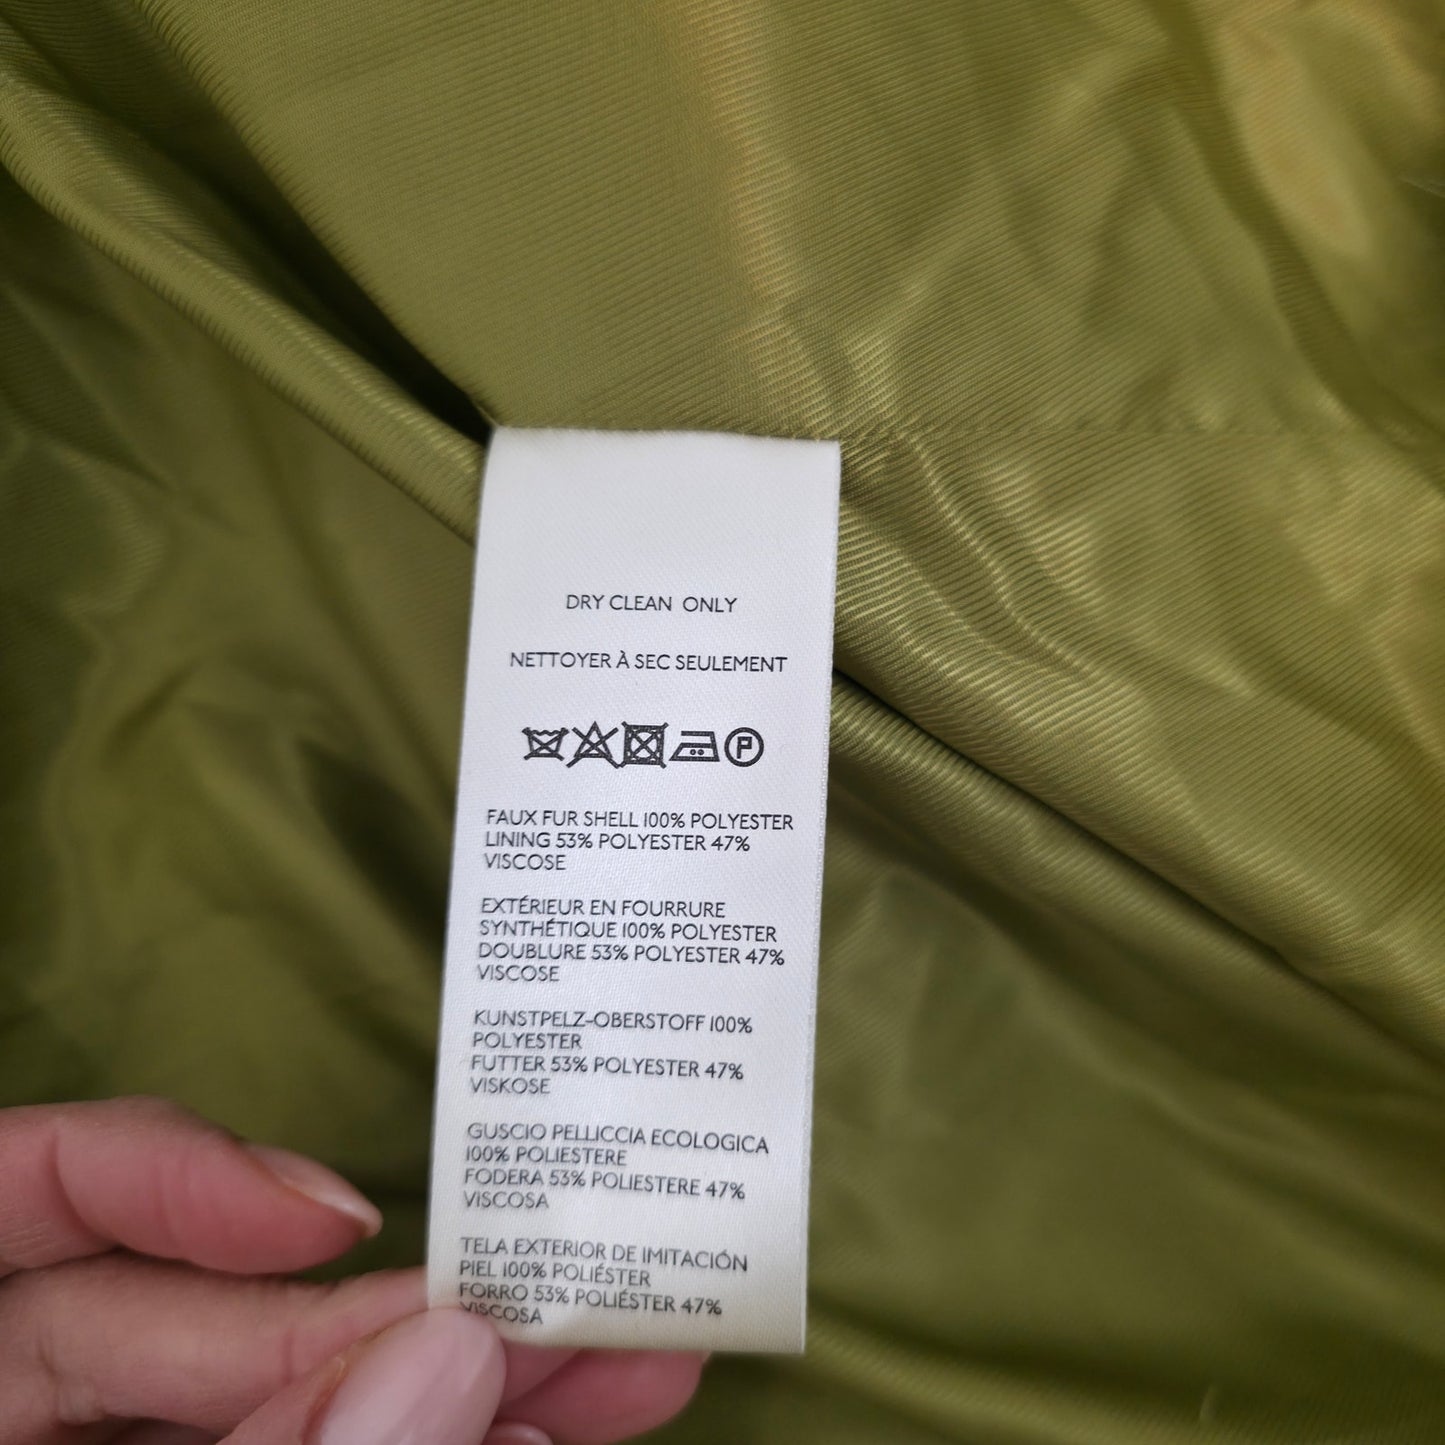 DRY CLEAN ONLY
NETTOYER À SEC SEULEMENT
P
FAUX FUR SHELL 100% POLYESTER
LINING 53% POLYESTER 47%
VISCOSE
EXTÉRIEUR EN FOURRURE
SYNTHÉTIQUE 100% POLYESTER
DOUBLURE 53% POLYESTER 47%
VISCOSE
KUNSTPELZ-OBERSTOFF 100%
POLYESTER
FUTTER 53% POLYESTER 47%
VISKOSE
GUSCIO PELLICCIA ECOLOGICA
100% POLIESTERE
FODERA 53% POLIESTERE 47%
VISCOSA
TELA EXTERIOR DE IMITACIÓN
PIEL 100% POLIÉSTER
FORRO 53% POLIÉSTER 47%
VISCOSA